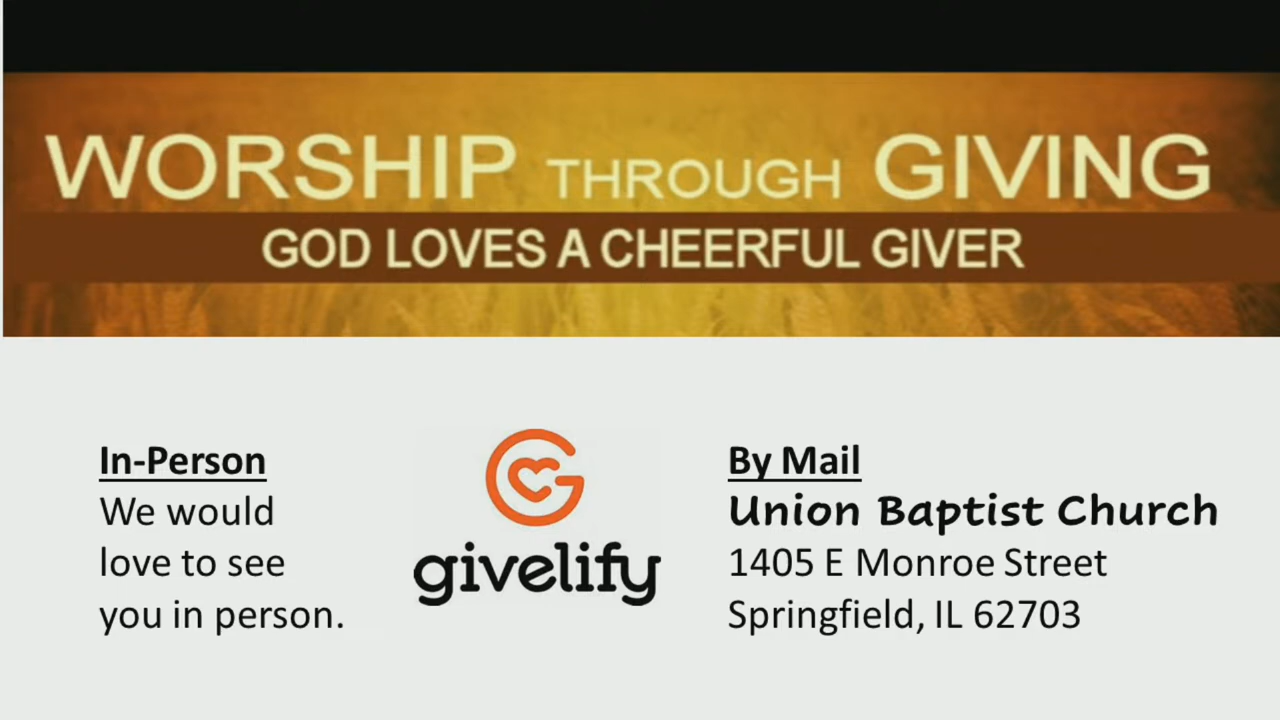 WORSHIP THROUGH GIVING
GOD LOVES A CHEERFUL GIVER
In-Person
We would
love to see
you in person.
givelify
By Mail
Union Baptist Church
1405 E Monroe Street
Springfield, IL 62703